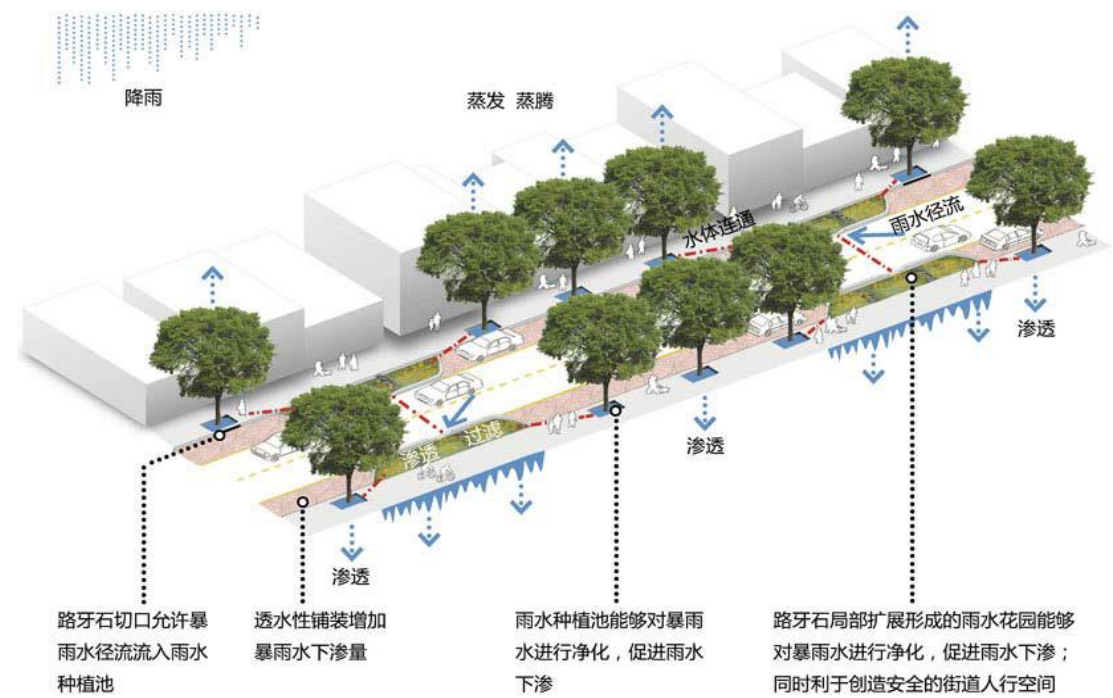 降雨
蒸发 蒸腾
水体连通
雨水径流
渗透
渗透
渗透 过滤
渗透
路牙石切口允许暴
雨水径流流入雨水
种植池
透水性铺装增加
暴雨水下渗量
雨水种植池能够对暴雨
水进行净化，促进雨水
下渗
路牙石局部扩展形成的雨水花园能够
对暴雨水进行净化，促进雨水下渗；
同时利于创造安全的街道人行空间